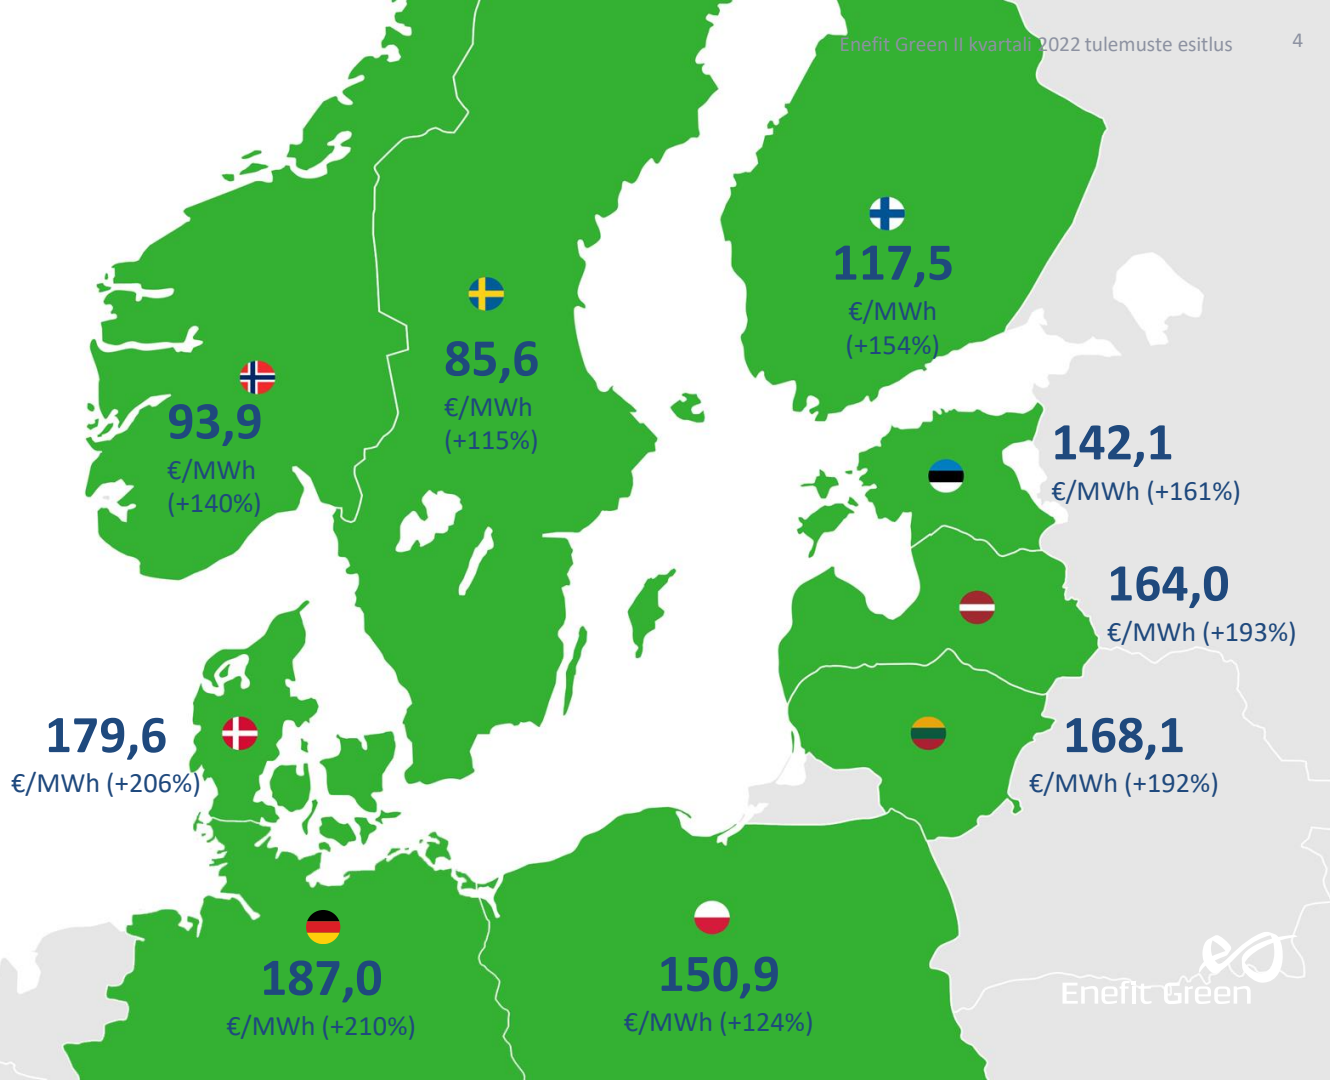 Enefit Green II kvartali 2022 tulemuste esitlus
4
117,5
€/MWh
(+154%)
85,6
€/MWh
(+115%)
93,9
€/MWh
(+140%)
142,1
€/MWh (+161%)
164,0
€/MWh (+193%)
179,6
€/MWh (+206%)
168,1
€/MWh (+192%)
187,0
€/MWh (+210%)
150,9
€/MWh (+124%)
Enefit Green